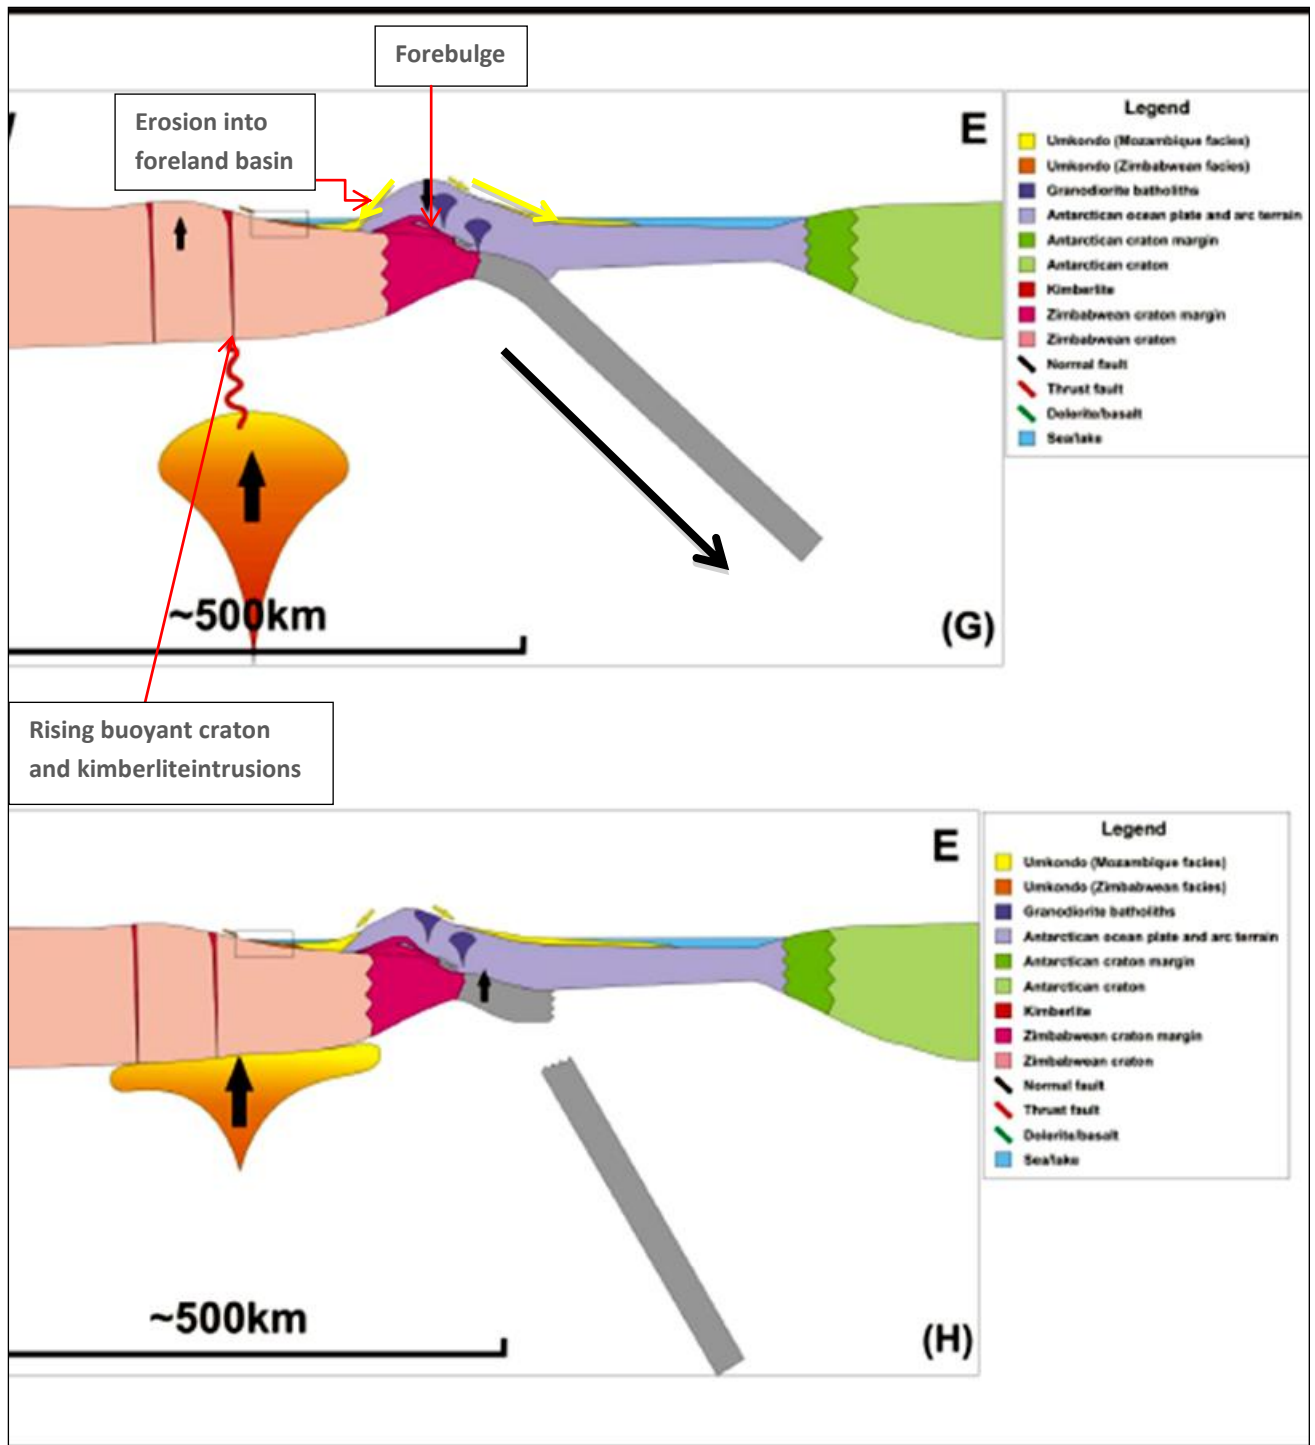 Forebulge
Erosion into
foreland basin
E
Legend
Umkondo (Mozambique facies)
Umkondo (Zimbabwean facies)
Granodiorite batholiths
Antarctican ocean plate and arc terrain
Antarctican craton margin
Antarctican craton
Kimberlite
Zimbabwean craton margin
Zimbabwean craton
Normal fault
Thrust fault
Dolerite/basalt
Sea/lake
~500km
(G)
Rising buoyant craton
and kimberliteintrusions
E
Legend
Umkondo (Mozambique facies)
Umkondo (Zimbabwean facies)
Granodiorite batholiths
Antarctican ocean plate and arc terrain
Antarctican craton margin
Antarctican craton
Kimberlite
Zimbabwean craton margin
Zimbabwean craton
Normal fault
Thrust fault
Dolerite/basalt
Sea/lake
~500km
(H)